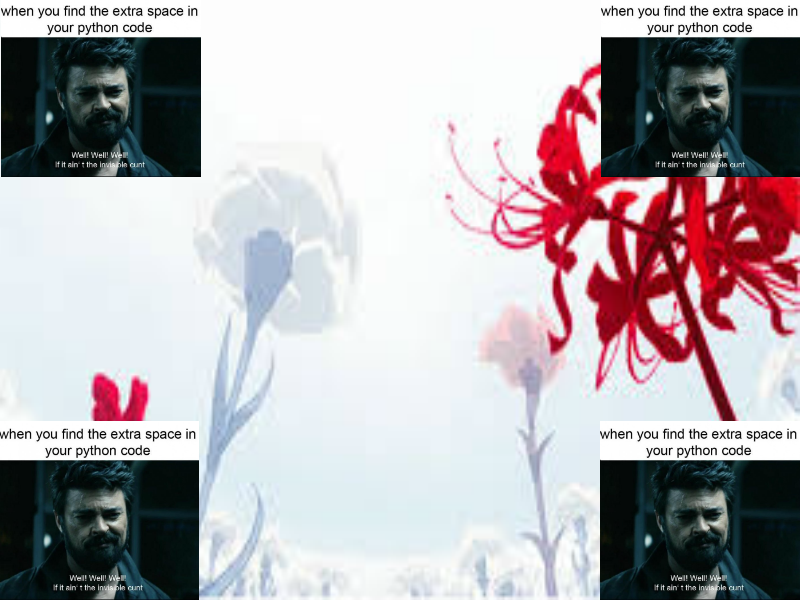 when you find the extra space in
your python code
Well! Well! Well!
If it ain' t the invisible cunt
when you find the extra space in
your python code
Well! Well! Well!
If it ain' t the invisible cunt
when you find the extra space in
your python code
Well! Well! Well!
If it ain' t the invisible cunt
when you find the extra space in
your python code
Well! Well! Well!
If it ain' t the invisible cunt